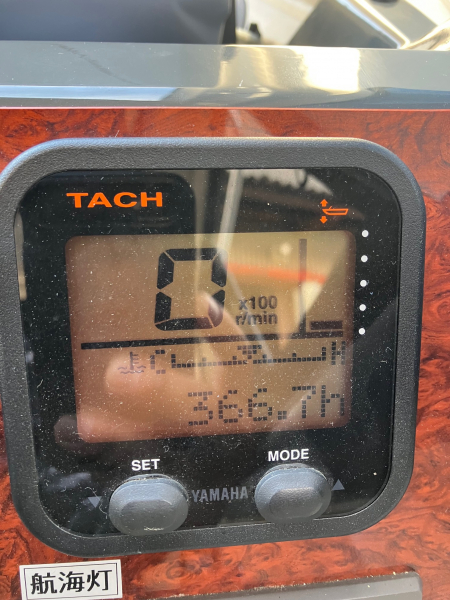 TACH
0
x100
r/min
C H
366.7h
SET MODE
YAMAHA
航海灯